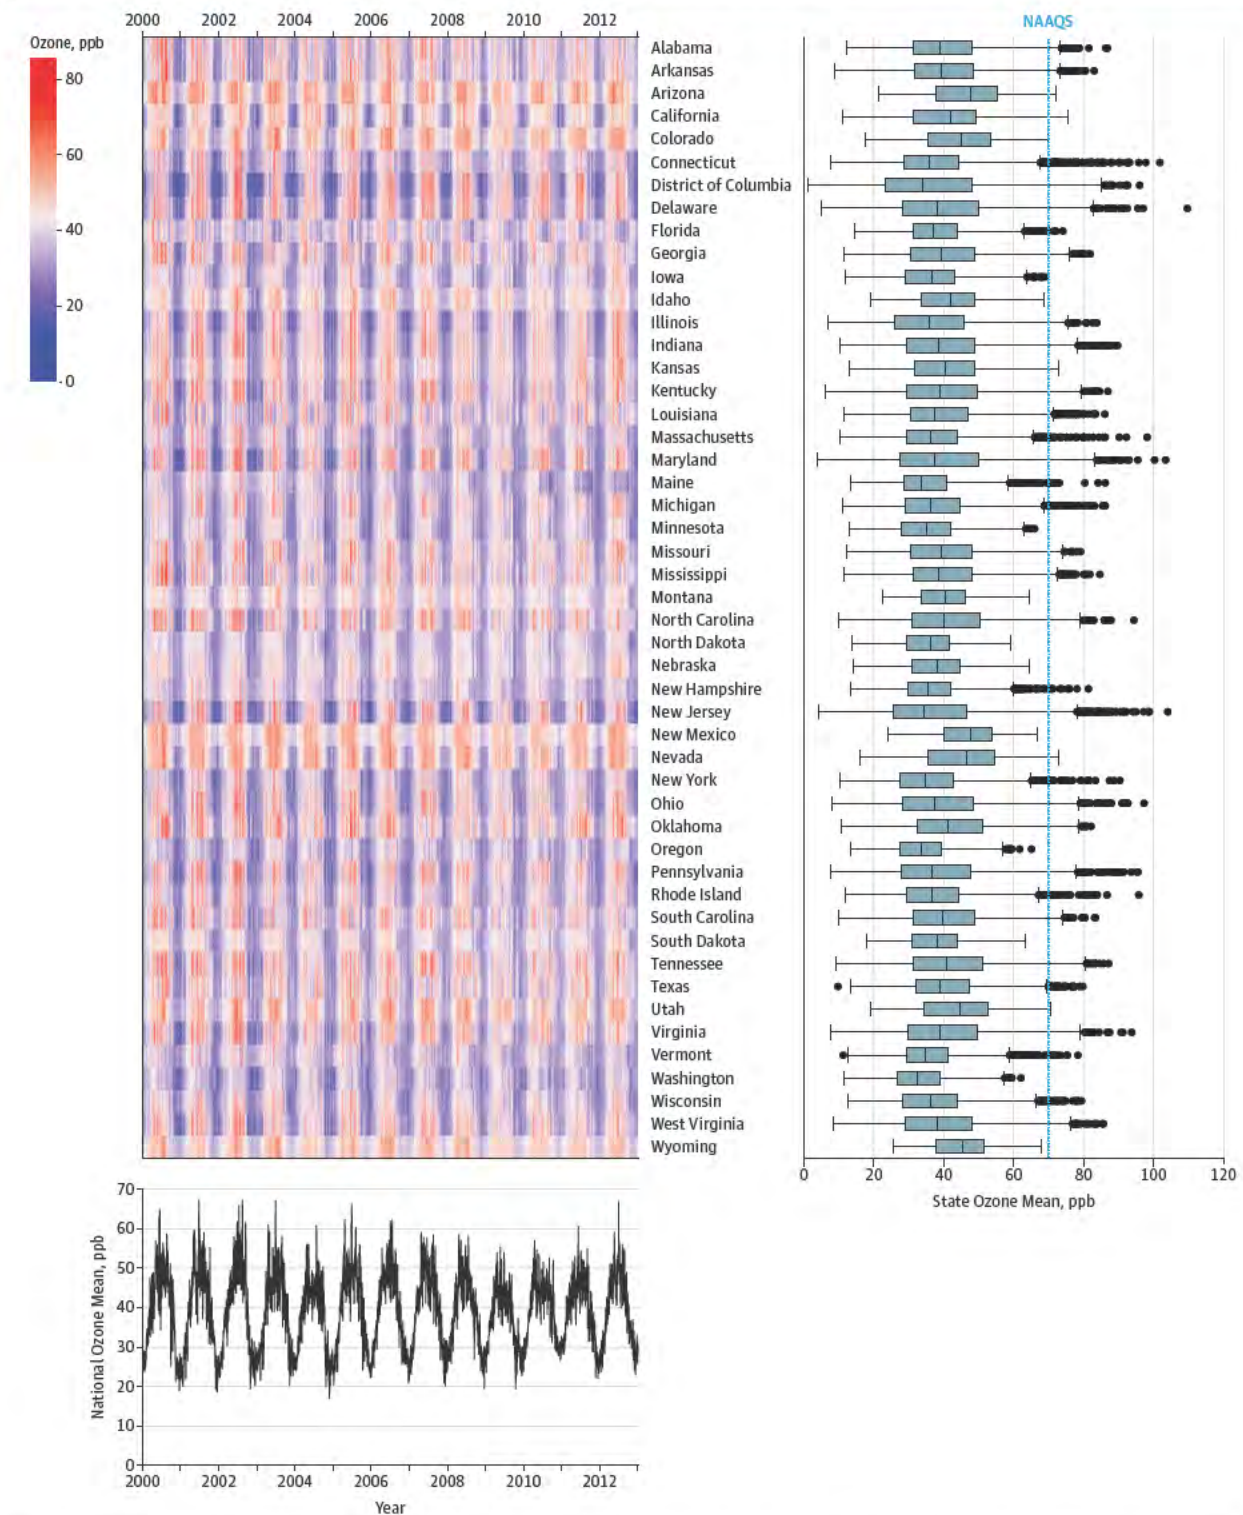 2000 2002 2004 2006 2008 2010 2012
NAAQS
Ozone, ppb
80
60
40
20
0
Alabama
Arkansas
Arizona
California
Colorado
Connecticut
District of Columbia
Delaware
Florida
Georgia
Iowa
Idaho
Illinois
Indiana
Kansas
Kentucky
Louisiana
Massachusetts
Maryland
Maine
Michigan
Minnesota
Missouri
Mississippi
Montana
North Carolina
North Dakota
Nebraska
New Hampshire
New Jersey
New Mexico
Nevada
New York
Ohio
Oklahoma
Oregon
Pennsylvania
Rhode Island
South Carolina
South Dakota
Tennessee
Texas
Utah
Virginia
Vermont
Washington
Wisconsin
West Virginia
Wyoming
0 20 40 60 80 100 120
State Ozone Mean, ppb
70
60
50
40
30
20
10
0
National Ozone Mean, ppb
2000 2002 2004 2006 2008 2010 2012
Year